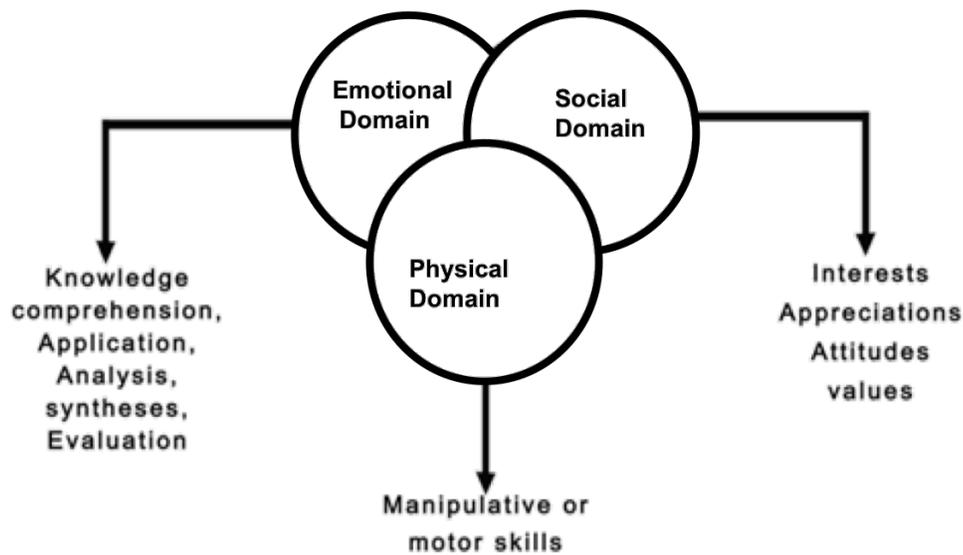 Emotional
Domain
Social
Domain
Physical
Domain
Knowledge
comprehension,
Application,
Analysis,
syntheses,
Evaluation
Interests
Appreciations
Attitudes
values
Manipulative or
motor skills